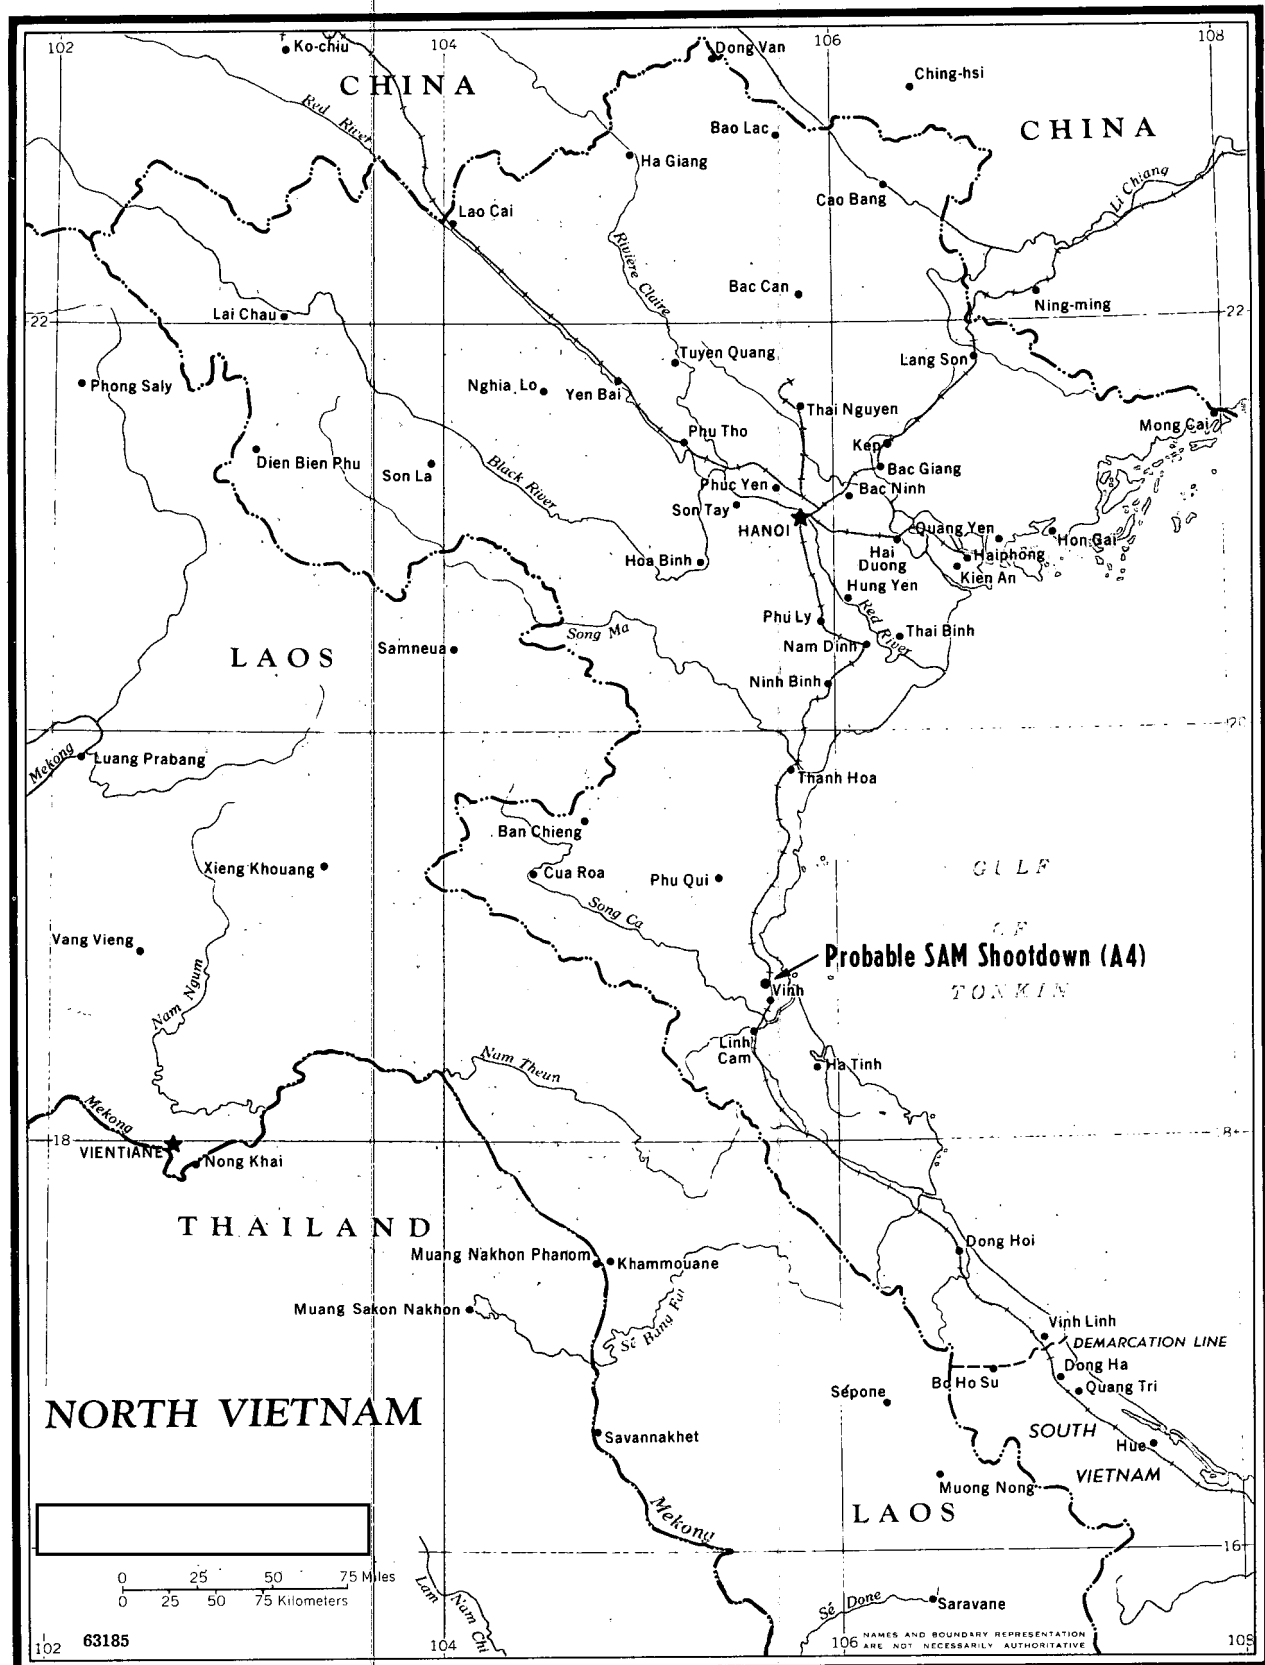 102
104
106
108
Ko-chiu
Dong Van
Ching-hsi
CHINA
Red River
Bao Lac
CHINA
Ha Giang
Li Chiang
Cao Bang
Lao Cai
Rivière Claire
Bac Can
Ning-ming
Lai Chau
22
22
Lang Son
Tuyen Quang
Phong Saly
Nghia Lo
Yen Bai
Thai Nguyen
Mong Cai
Phu Tho
Kep
Dien Bien Phu
Son La
Black River
Bac Giang
Phuc Yen
Bac Ninh
Son Tay
HANOI
Quang Yen
Hon Gai
Hai
Duong
Haiphong
Hoa Binh
Kien An
Hung Yen
Phu Ly
Red River
Thai Binh
Song Ma
Nam Dinh
LAOS
Samneua
Ninh Binh
20
Mekong
Luang Prabang
Thanh Hoa
Ban Chieng
Xieng Khouang
Cua Roa
Phu Qui
GULF
OF
TONKIN
Song Ca
Vang Vieng
Probable SAM Shootdown (A4)
Nam Ngum
Vinh
Linh
Cam
Ha Tinh
Nam Theun
Mekong
18
8
VIENTIANE
Nong Khai
THAILAND
Dong Hoi
Muang Nakhon Phanom
Khammouane
Muang Sakon Nakhon
Sé Bang Fai
Vinh Linh
DEMARCATION LINE
Dong Ha
Bo Ho Su
Quang Tri
Sépone
NORTH VIETNAM
SOUTH
VIETNAM
Savannakhet
Hue
Muong Nong
LAOS
Mekong
16
0 25 50 75 Miles
0 25 50 75 Kilometers
Lam
Nam Chi
Sé Done
Saravane
63185
102
104
106
108
NAMES AND BOUNDARY REPRESENTATION
ARE NOT NECESSARILY AUTHORITATIVE